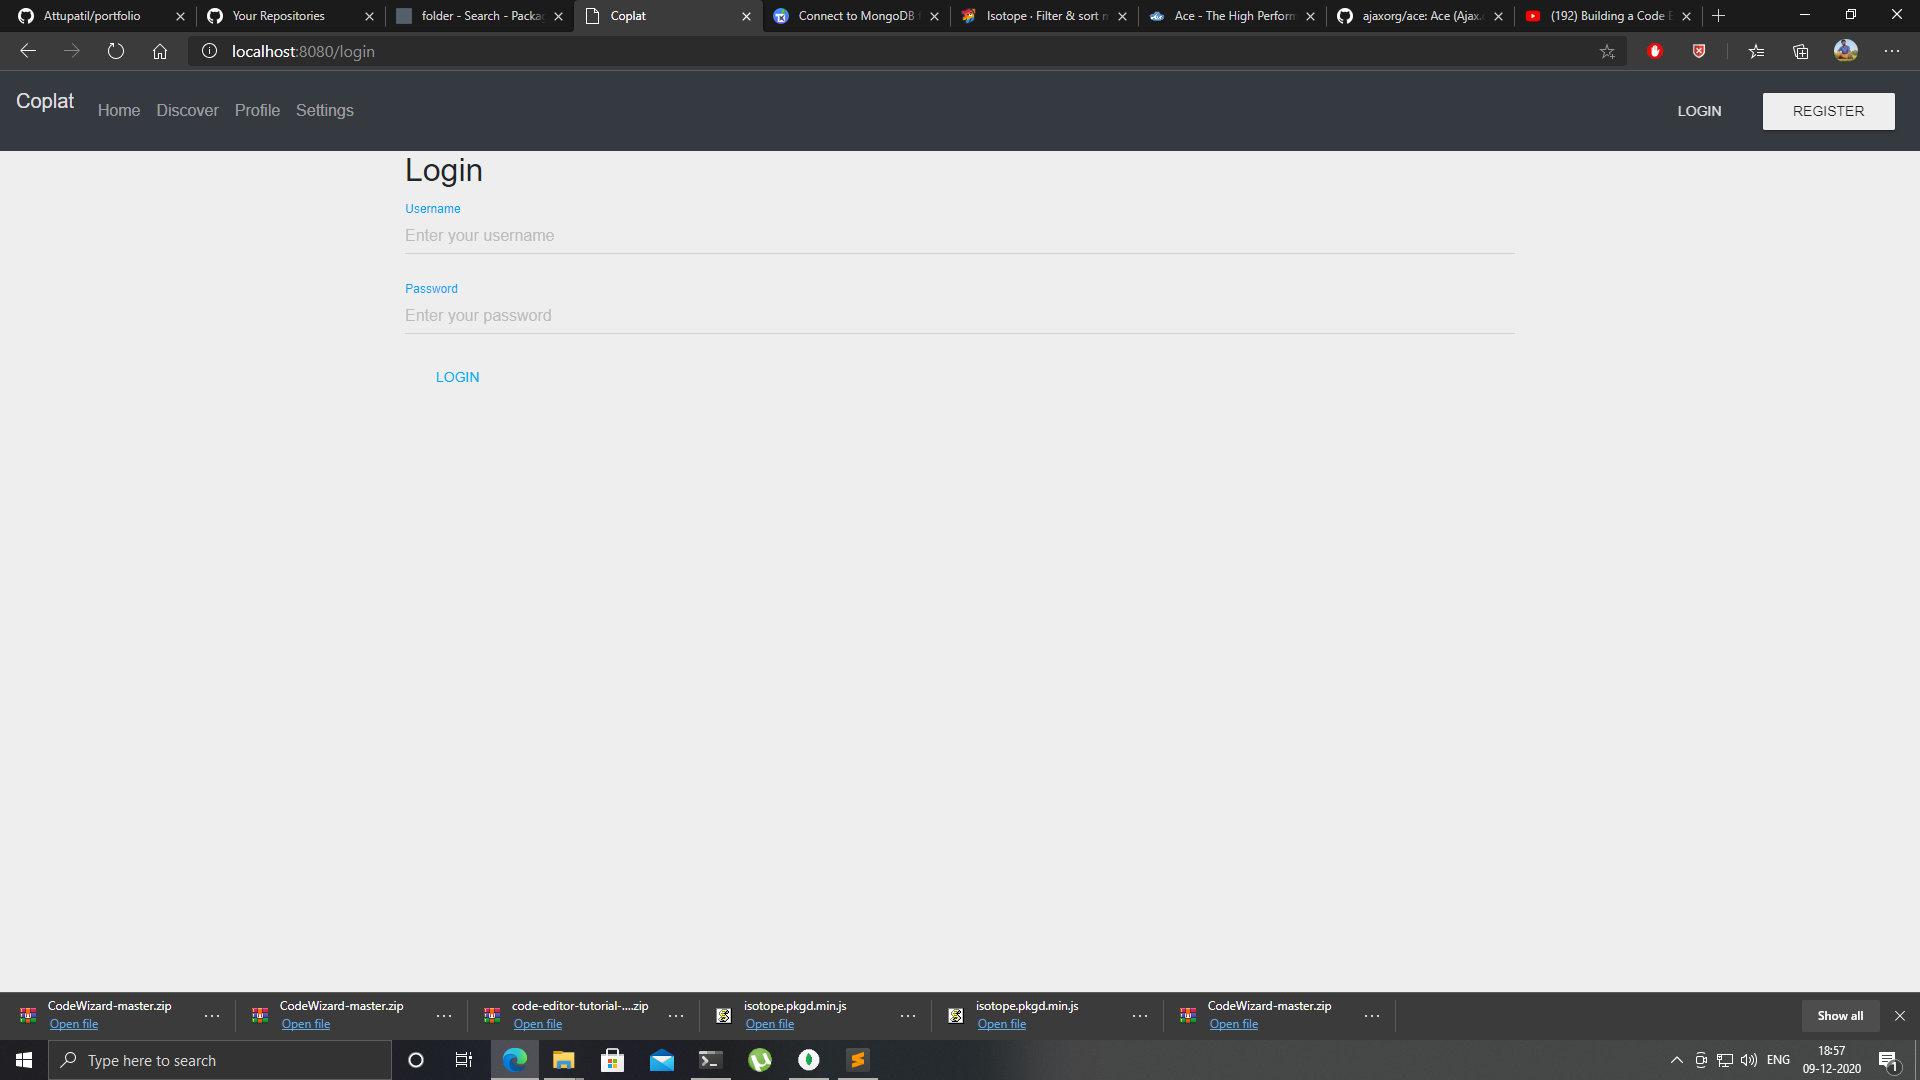 Attupatil/portfolio
Your Repositories
folder - Search - Packag
Coplat
Connect to MongoDB
Isotope · Filter & sort m
Ace - The High Perform
ajaxorg/ace: Ace (Ajax.
(192) Building a Code E
localhost:8080/login
Coplat
Home
Discover
Profile
Settings
LOGIN
REGISTER
Login
Username
Enter your username
Password
Enter your password
LOGIN
CodeWizard-master.zip
Open file
CodeWizard-master.zip
Open file
code-editor-tutorial-....zip
Open file
isotope.pkgd.min.js
Open file
isotope.pkgd.min.js
Open file
CodeWizard-master.zip
Open file
Show all
Type here to search
ENG
18:57
09-12-2020
1